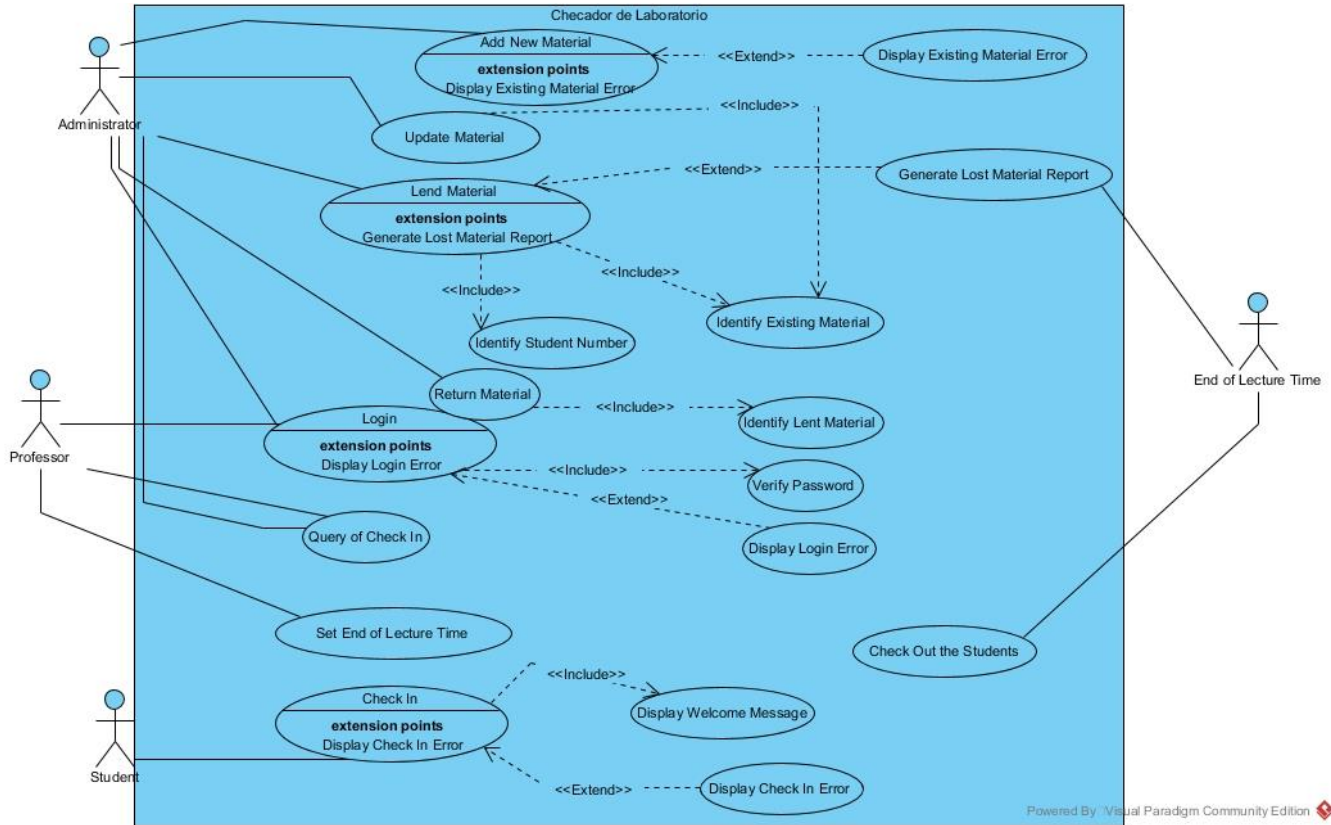 Checador de Laboratorio
Add New Material
extension points
Display Existing Material Error
<<Extend>>
Display Existing Material Error
Administrator
<<Include>>
Update Material
<<Extend>>
Generate Lost Material Report
Lend Material
extension points
Generate Lost Material Report
<<Include>>
<<Include>>
Identify Existing Material
Identify Student Number
End of Lecture Time
Return Material
<<Include>>
Identify Lent Material
Login
extension points
Display Login Error
Professor
<<Include>>
Verify Password
<<Extend>>
Query of Check In
Display Login Error
Set End of Lecture Time
Check Out the Students
<<Include>>
Check In
extension points
Display Check In Error
Display Welcome Message
Student
<<Extend>>
Display Check In Error
Powered By Visual Paradigm Community Edition